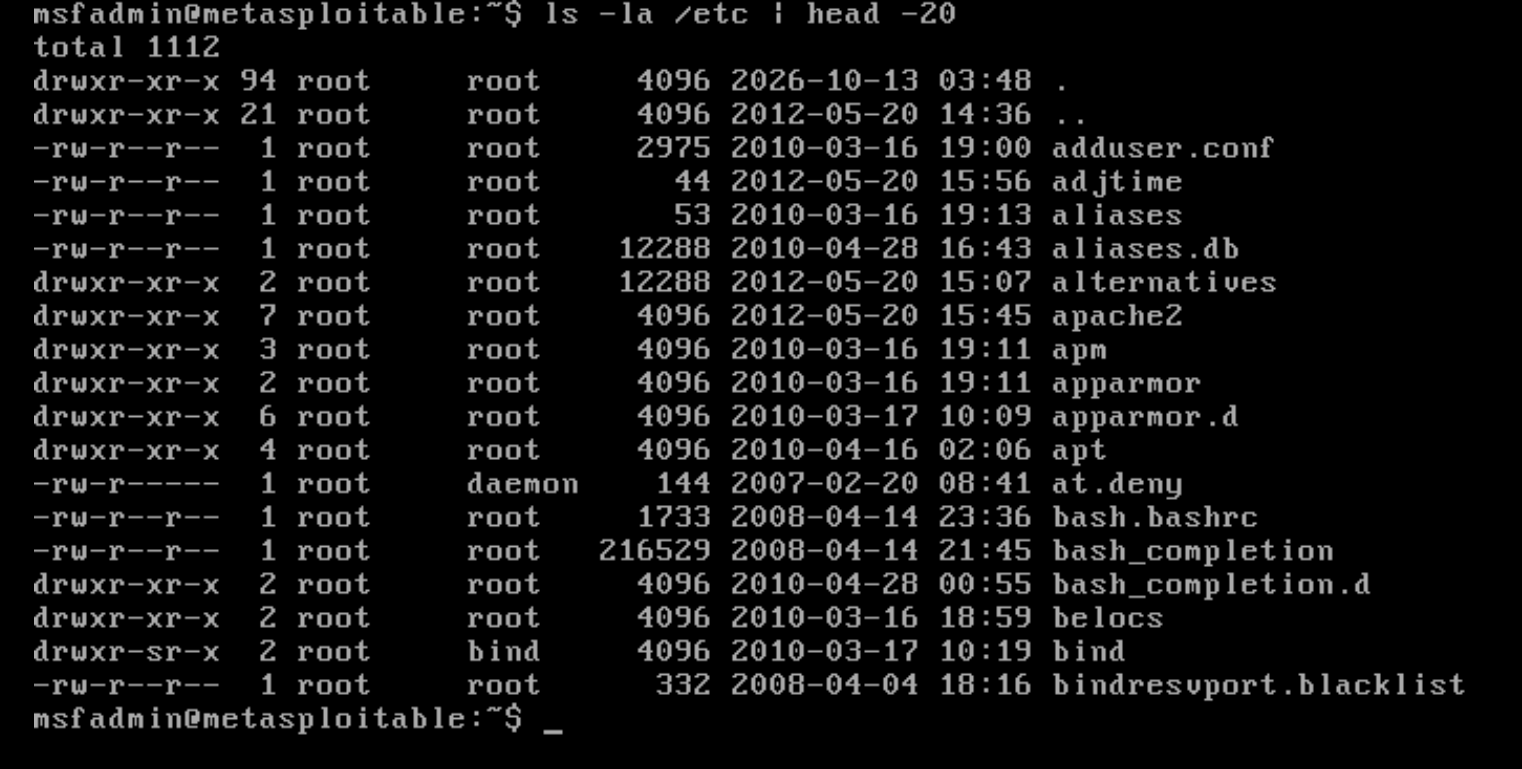 msfadmin@metasploitable:~$ ls -la /etc | head -20
total 1112
drwxr-xr-x 94 root     root     4096 2026-10-13 03:48 .
drwxr-xr-x 21 root     root     4096 2012-05-20 14:36 ..
-rw-r--r--  1 root     root     2975 2010-03-16 19:00 adduser.conf
-rw-r--r--  1 root     root       44 2012-05-20 15:56 adjtime
-rw-r--r--  1 root     root       53 2010-03-16 19:13 aliases
-rw-r--r--  1 root     root    12288 2010-04-28 16:43 aliases.db
drwxr-xr-x  2 root     root    12288 2012-05-20 15:07 alternatives
drwxr-xr-x  7 root     root     4096 2012-05-20 15:45 apache2
drwxr-xr-x  3 root     root     4096 2010-03-16 19:11 apm
drwxr-xr-x  2 root     root     4096 2010-03-16 19:11 apparmor
drwxr-xr-x  6 root     root     4096 2010-03-17 10:09 apparmor.d
drwxr-xr-x  4 root     root     4096 2010-04-16 02:06 apt
-rw-r-----  1 root     daemon    144 2007-02-20 08:41 at.deny
-rw-r--r--  1 root     root     1733 2008-04-14 23:36 bash.bashrc
-rw-r--r--  1 root     root   216529 2008-04-14 21:45 bash_completion
drwxr-xr-x  2 root     root     4096 2010-04-28 00:55 bash_completion.d
drwxr-xr-x  2 root     root     4096 2010-03-16 18:59 belocs
drwxr-sr-x  2 root     bind     4096 2010-03-17 10:19 bind
-rw-r--r--  1 root     root      332 2008-04-04 18:16 bindresvport.blacklist
msfadmin@metasploitable:~$ _